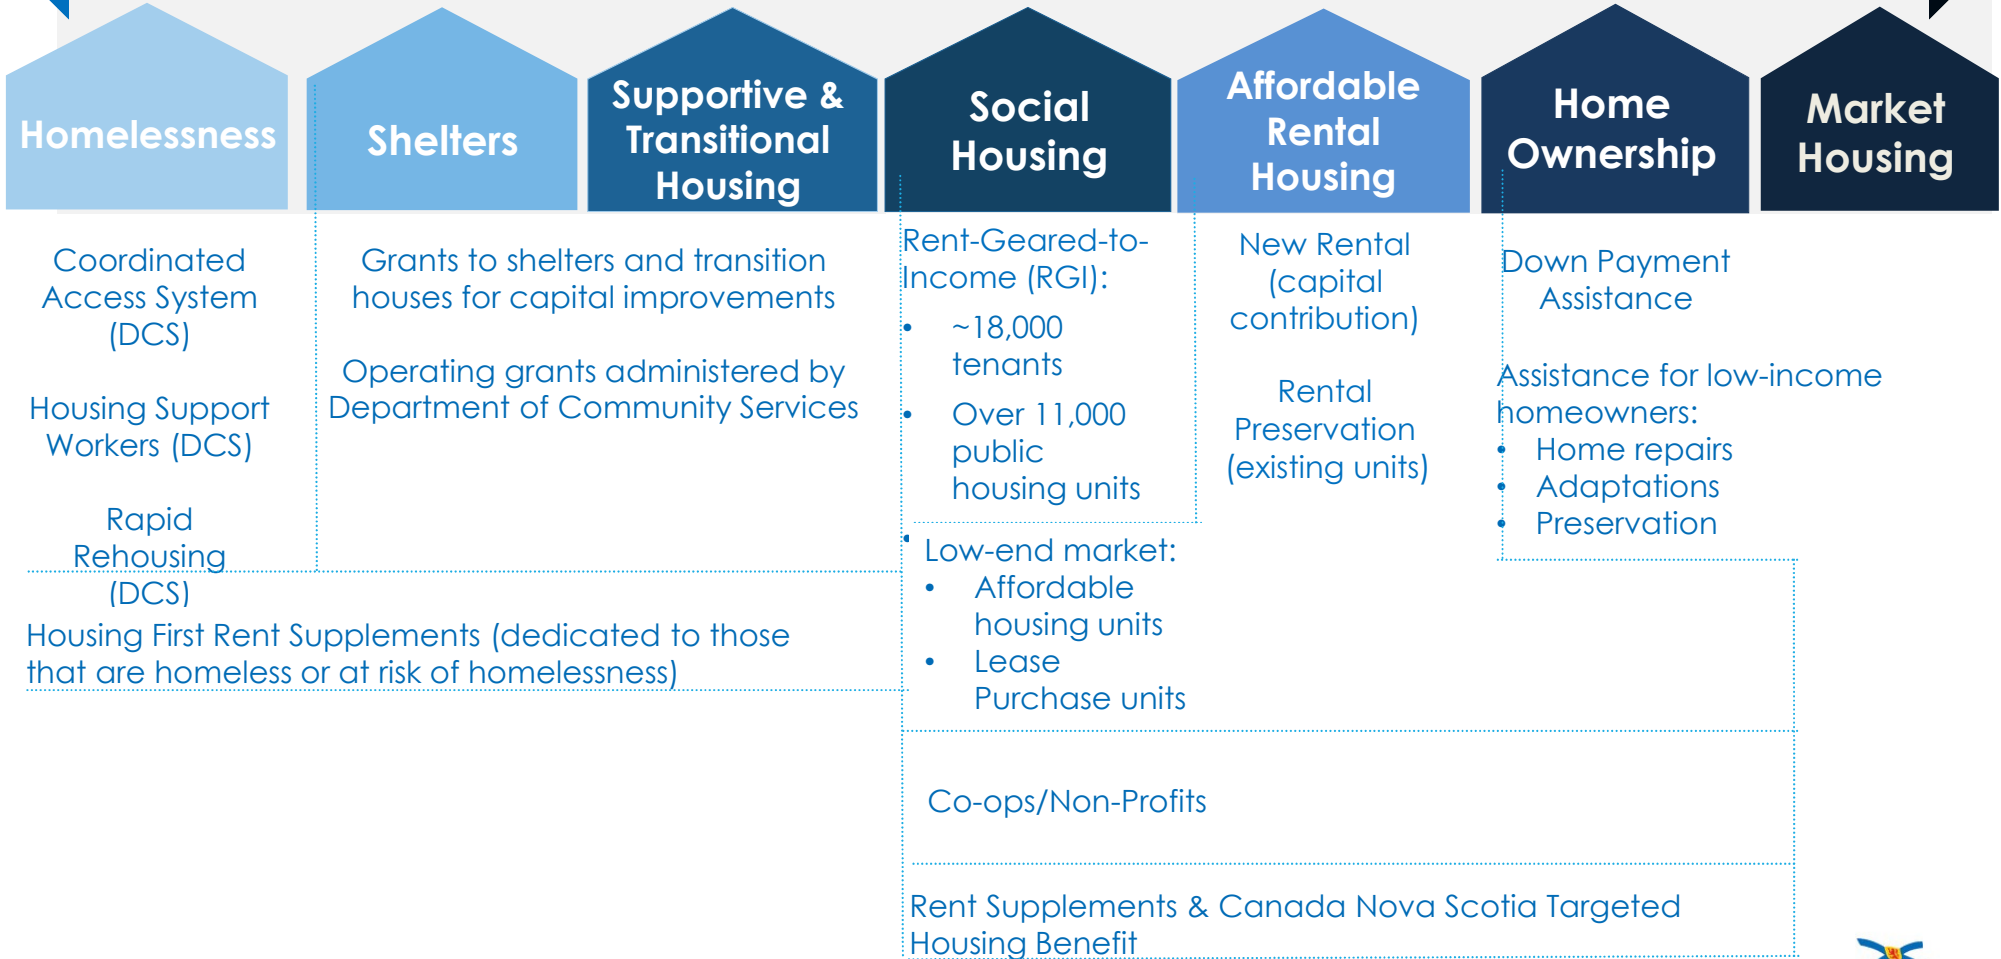 Homelessness
Shelters
Supportive &
Transitional
Housing
Social
Housing
Affordable
Rental
Housing
Home
Ownership
Market
Housing
Coordinated
Access System
(DCS)
Housing Support
Workers (DCS)
Rapid
Rehousing
(DCS)
Grants to shelters and transition
houses for capital improvements
Operating grants administered by
Department of Community Services
Housing First Rent Supplements (dedicated to those
that are homeless or at risk of homelessness)
Rent-Geared-to-
Income (RGI):
• ~18,000
tenants
• Over 11,000
public
housing units
•
Low-end market:
• Affordable
housing units
• Lease
Purchase units
New Rental
(capital
contribution)
Rental
Preservation
(existing units)
Down Payment
Assistance
Assistance for low-income
homeowners:
• Home repairs
• Adaptations
• Preservation
Co-ops/Non-Profits
Rent Supplements & Canada Nova Scotia Targeted
Housing Benefit